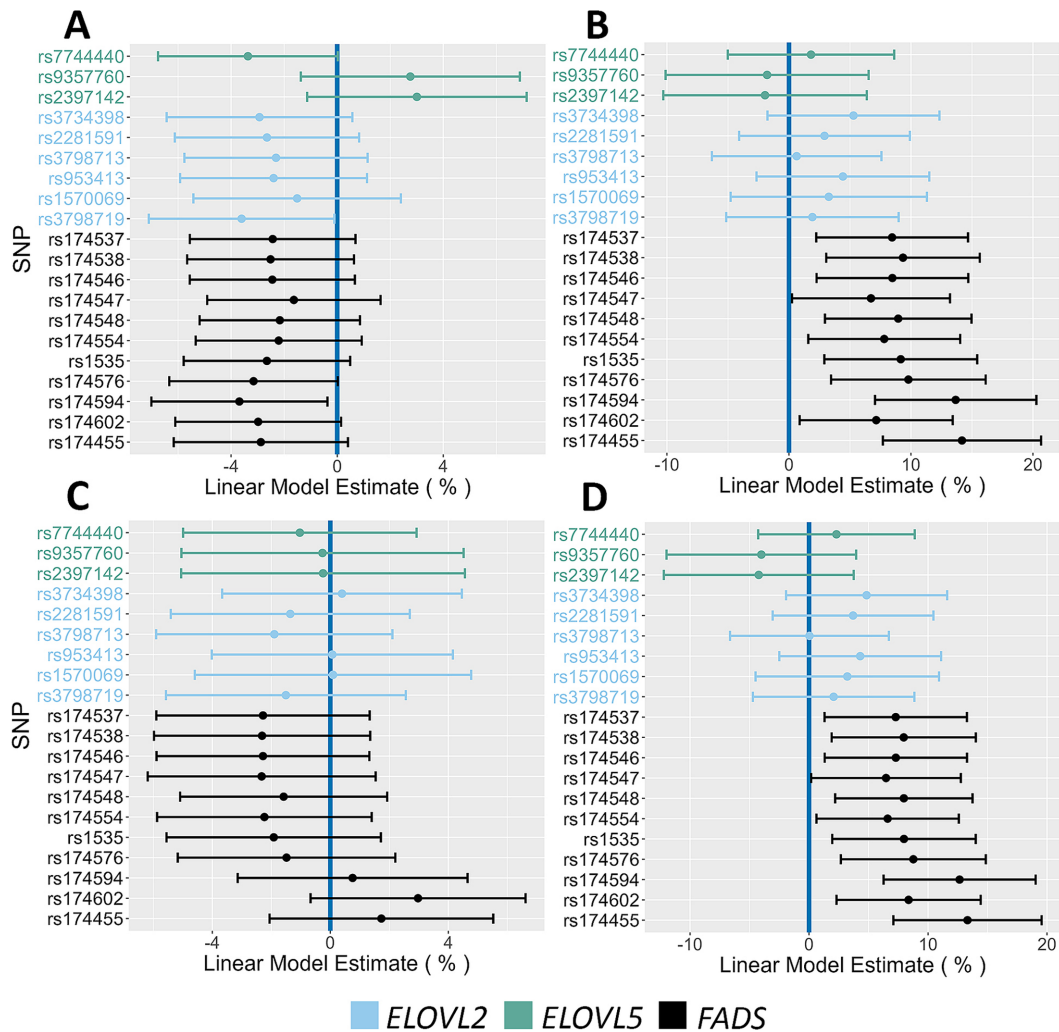 A
rs7744440
rs9357760
rs2397142
rs3734398
rs2281591
rs3798713
rs953413
rs1570069
rs3798719
rs174537
rs174538
rs174546
rs174547
rs174548
rs174554
rs1535
rs174576
rs174594
rs174602
rs174455
SNP
-4 0 4
Linear Model Estimate ( % )
B
rs7744440
rs9357760
rs2397142
rs3734398
rs2281591
rs3798713
rs953413
rs1570069
rs3798719
rs174537
rs174538
rs174546
rs174547
rs174548
rs174554
rs1535
rs174576
rs174594
rs174602
rs174455
-10 0 10 20
Linear Model Estimate ( % )
C
rs7744440
rs9357760
rs2397142
rs3734398
rs2281591
rs3798713
rs953413
rs1570069
rs3798719
rs174537
rs174538
rs174546
rs174547
rs174548
rs174554
rs1535
rs174576
rs174594
rs174602
rs174455
SNP
-4 0 4
Linear Model Estimate ( % )
D
rs7744440
rs9357760
rs2397142
rs3734398
rs2281591
rs3798713
rs953413
rs1570069
rs3798719
rs174537
rs174538
rs174546
rs174547
rs174548
rs174554
rs1535
rs174576
rs174594
rs174602
rs174455
-10 0 10 20
Linear Model Estimate ( % )
ELOVL2 ELOVL5 FADS